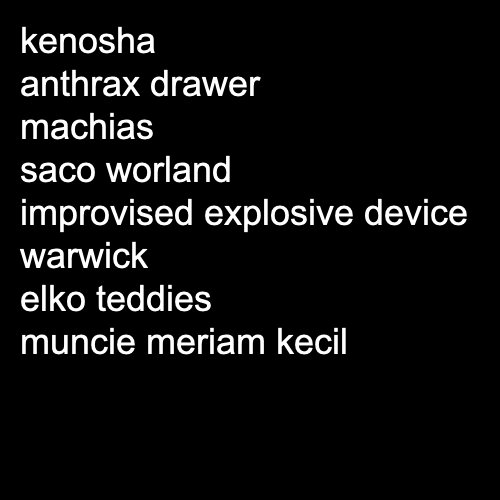 kenosha
anthrax drawer
machias
saco worland
improvised explosive device
warwick
elko teddies
muncie meriam kecil